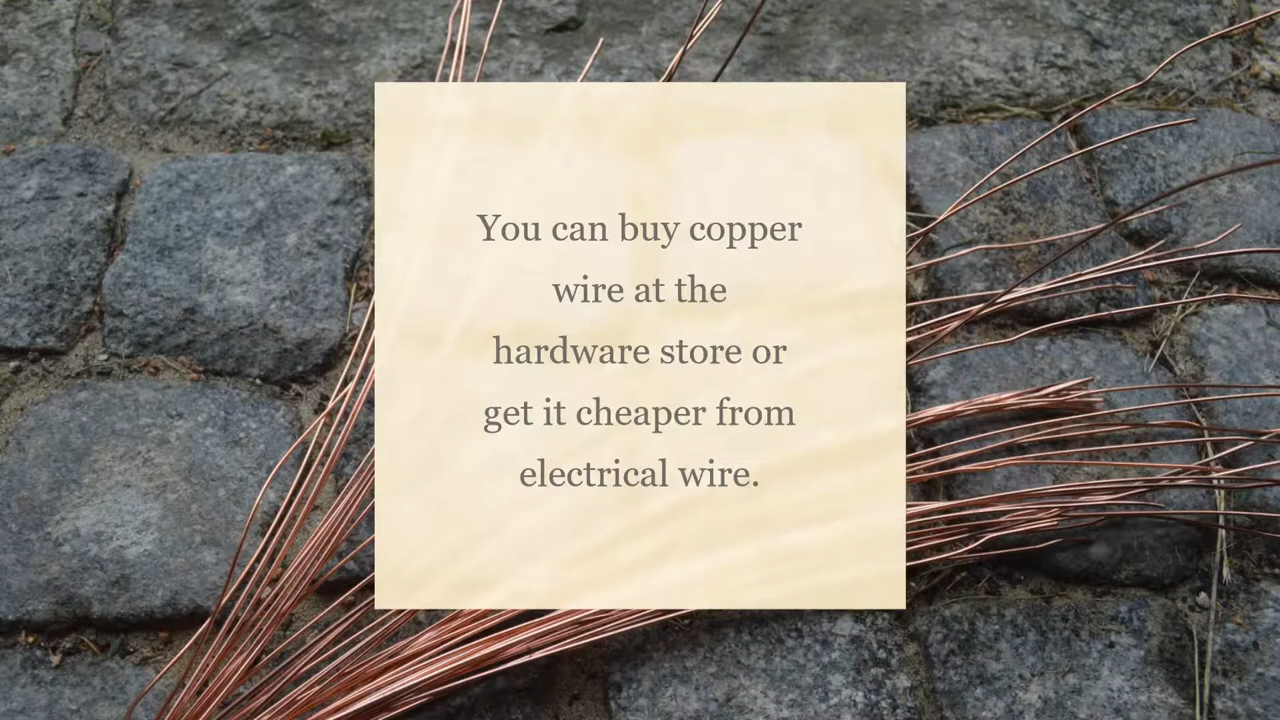 You can buy copper
wire at the
hardware store or
get it cheaper from
electrical wire.